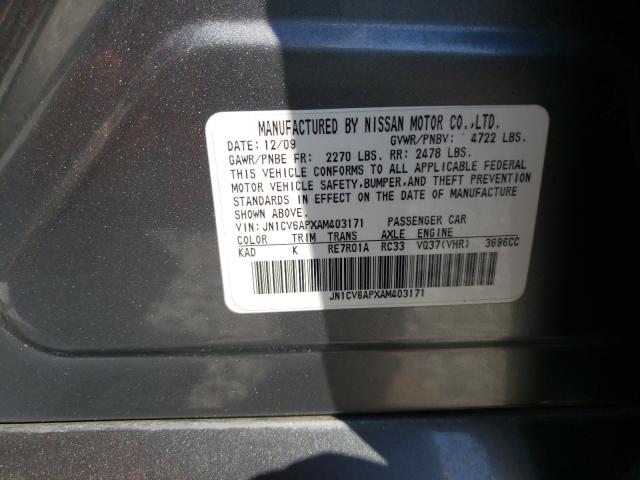 MANUFACTURED BY NISSAN MOTOR CO.,LTD.
DATE: 12/09 GVWR/PNBV: 4722 LBS.
GAWR/PNBE FR: 2270 LBS. RR: 2478 LBS.
THIS VEHICLE CONFORMS TO ALL APPLICABLE FEDERAL
MOTOR VEHICLE SAFETY,BUMPER,AND THEFT PREVENTION
STANDARDS IN EFFECT ON THE DATE OF MANUFACTURE
SHOWN ABOVE.
VIN: JN1CV6APXAM403171 PASSENGER CAR
COLOR TRIM TRANS AXLE ENGINE
KAD K RE7R01A RC33 VQ37(VHR) 3696CC
JN1CV6APXAM403171